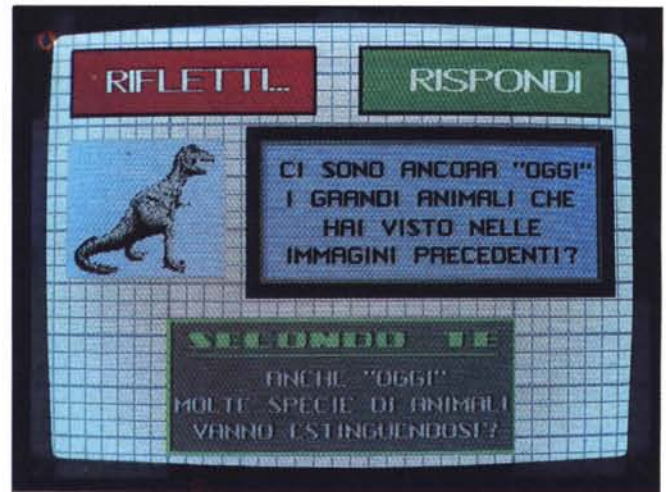 RIFLETTI...
RISPONDI
CI SONO ANCORA "OGGI"
I GRANDI ANIMALI CHE
HAI VISTO NELLE
IMMAGINI PRECEDENTI?
SECONDO TE
ANCHE "OGGI"
MOLTE SPECIE DI ANIMALI
VANNO ESTINGUENDOSI?